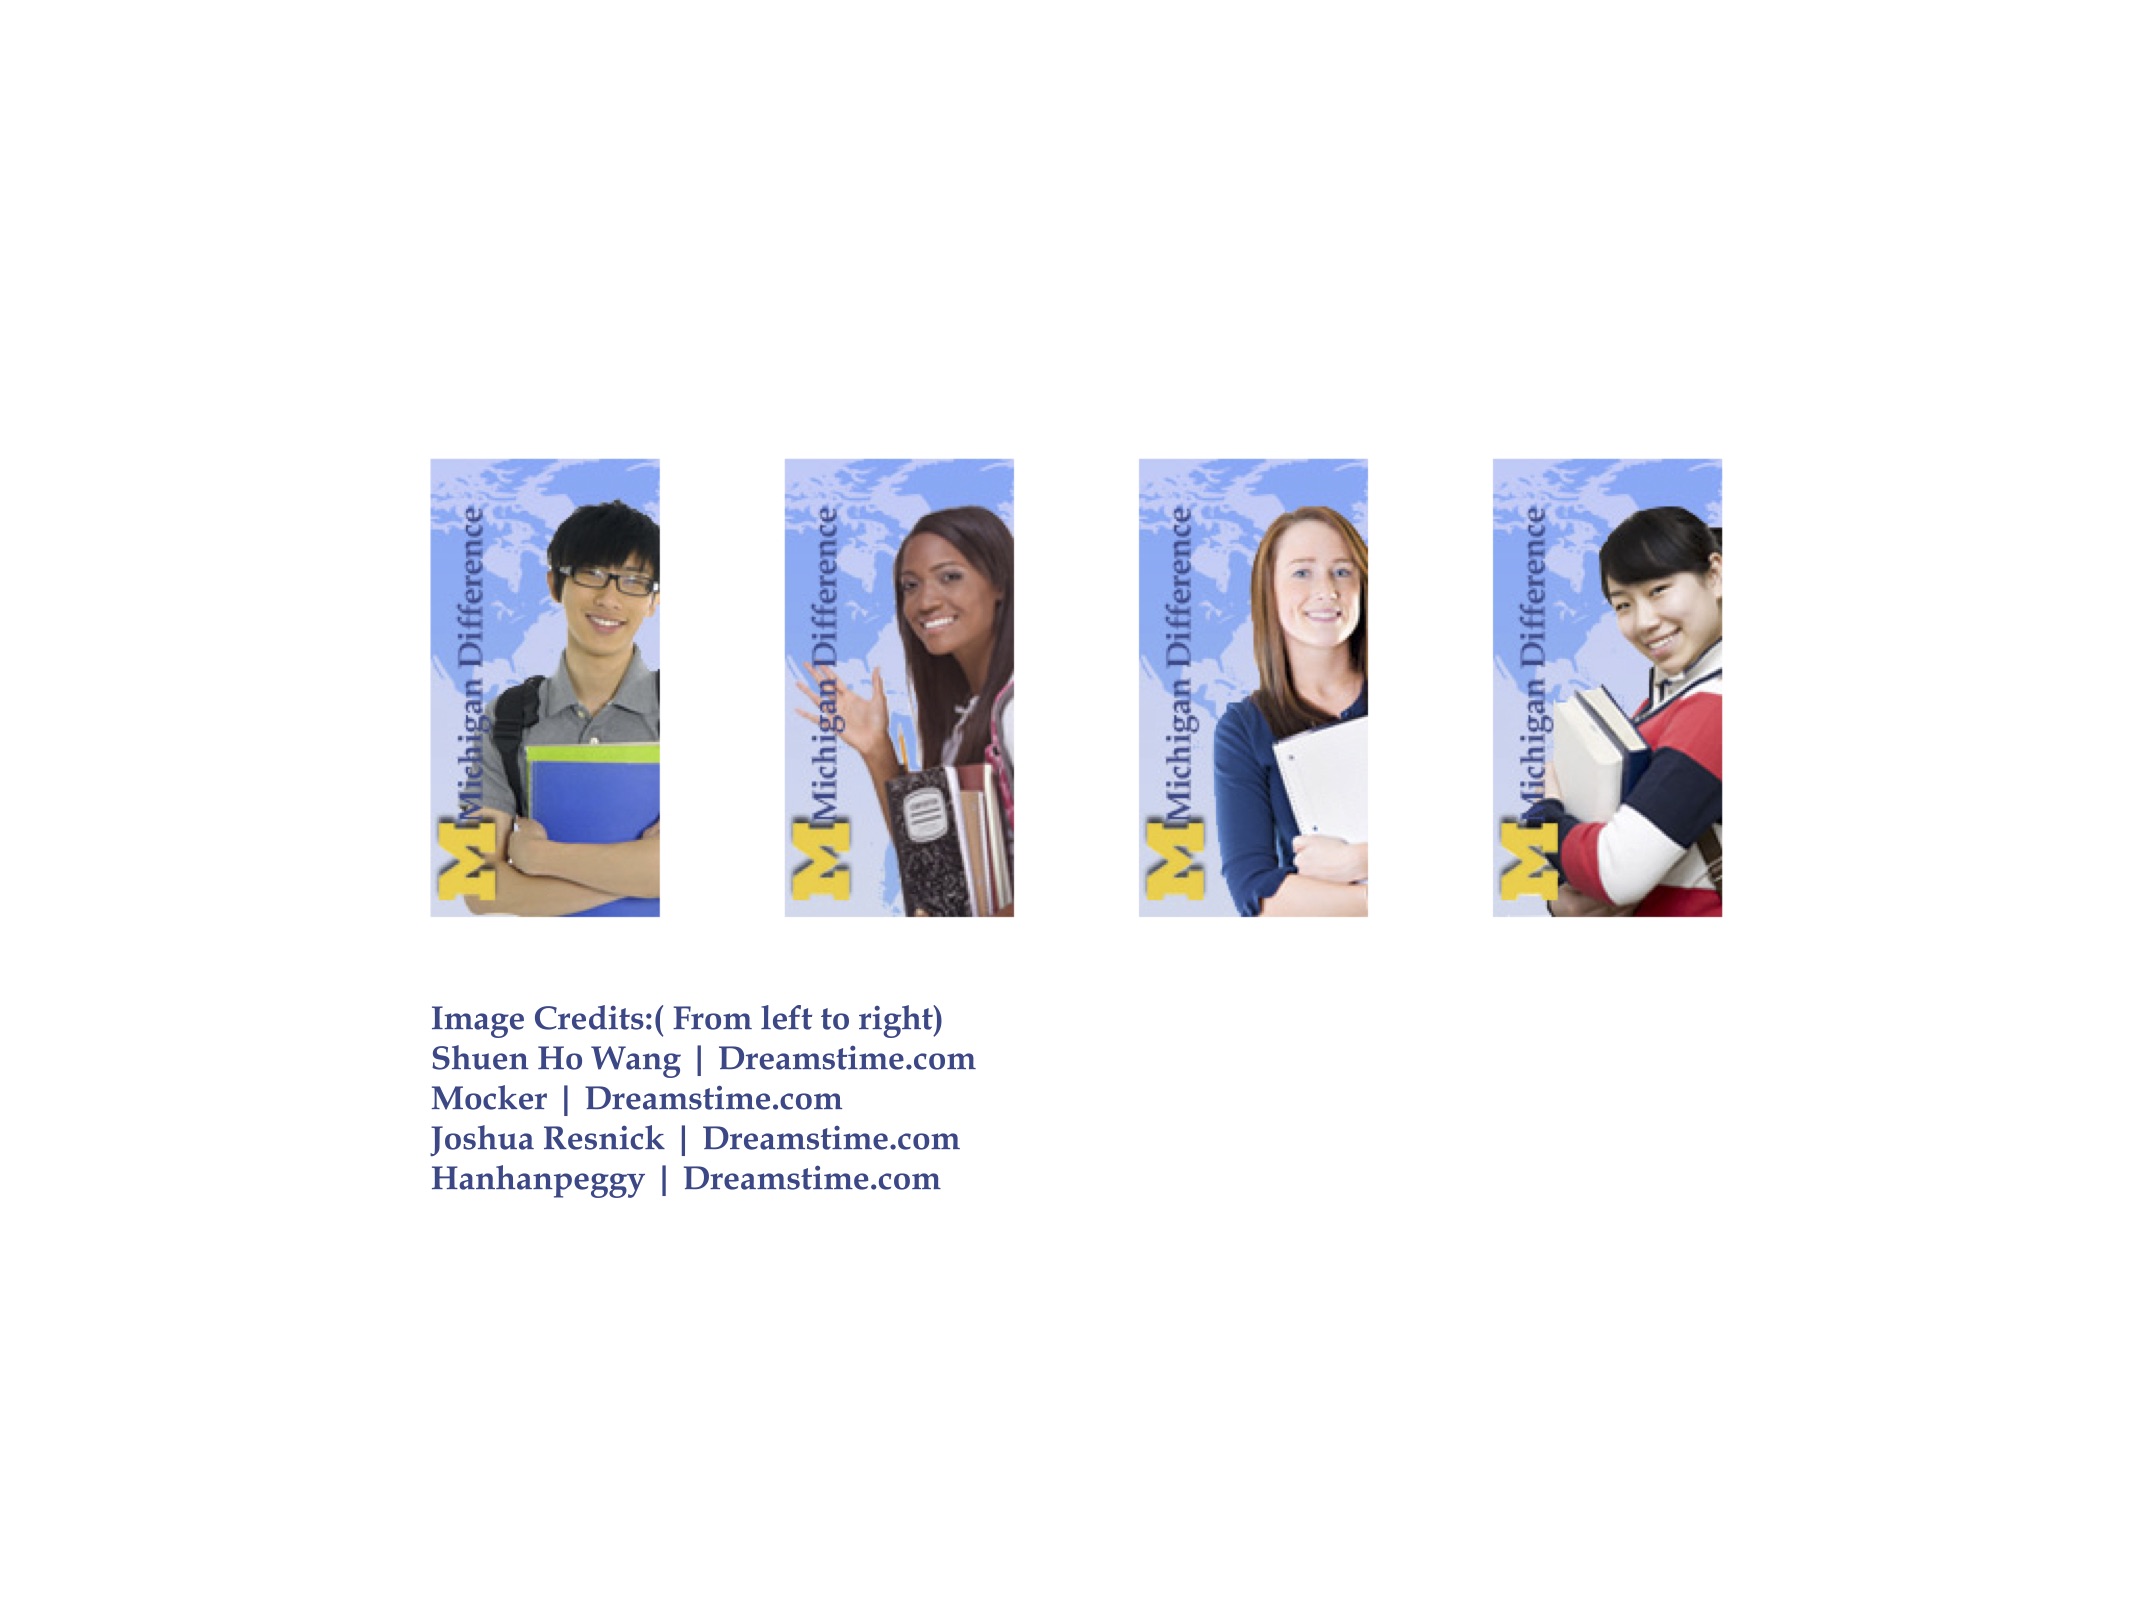 M Michigan Difference
M Michigan Difference
M Michigan Difference
M Michigan Difference
Image Credits:( From left to right)
Shuen Ho Wang | Dreamstime.com
Mocker | Dreamstime.com
Joshua Resnick | Dreamstime.com
Hanhanpeggy | Dreamstime.com